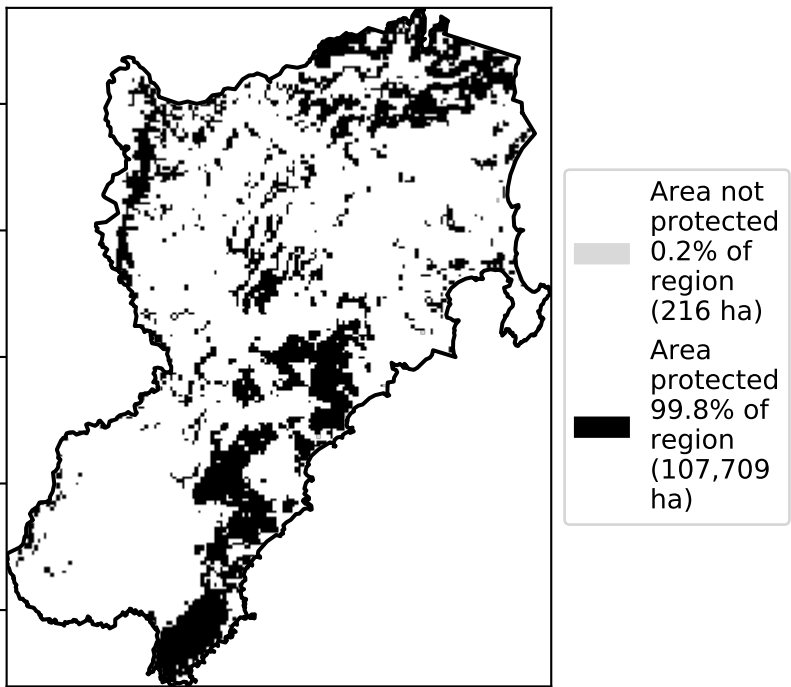 Area not
protected
0.2% of
region
(216 ha)
Area
protected
99.8% of
region
(107,709
ha)